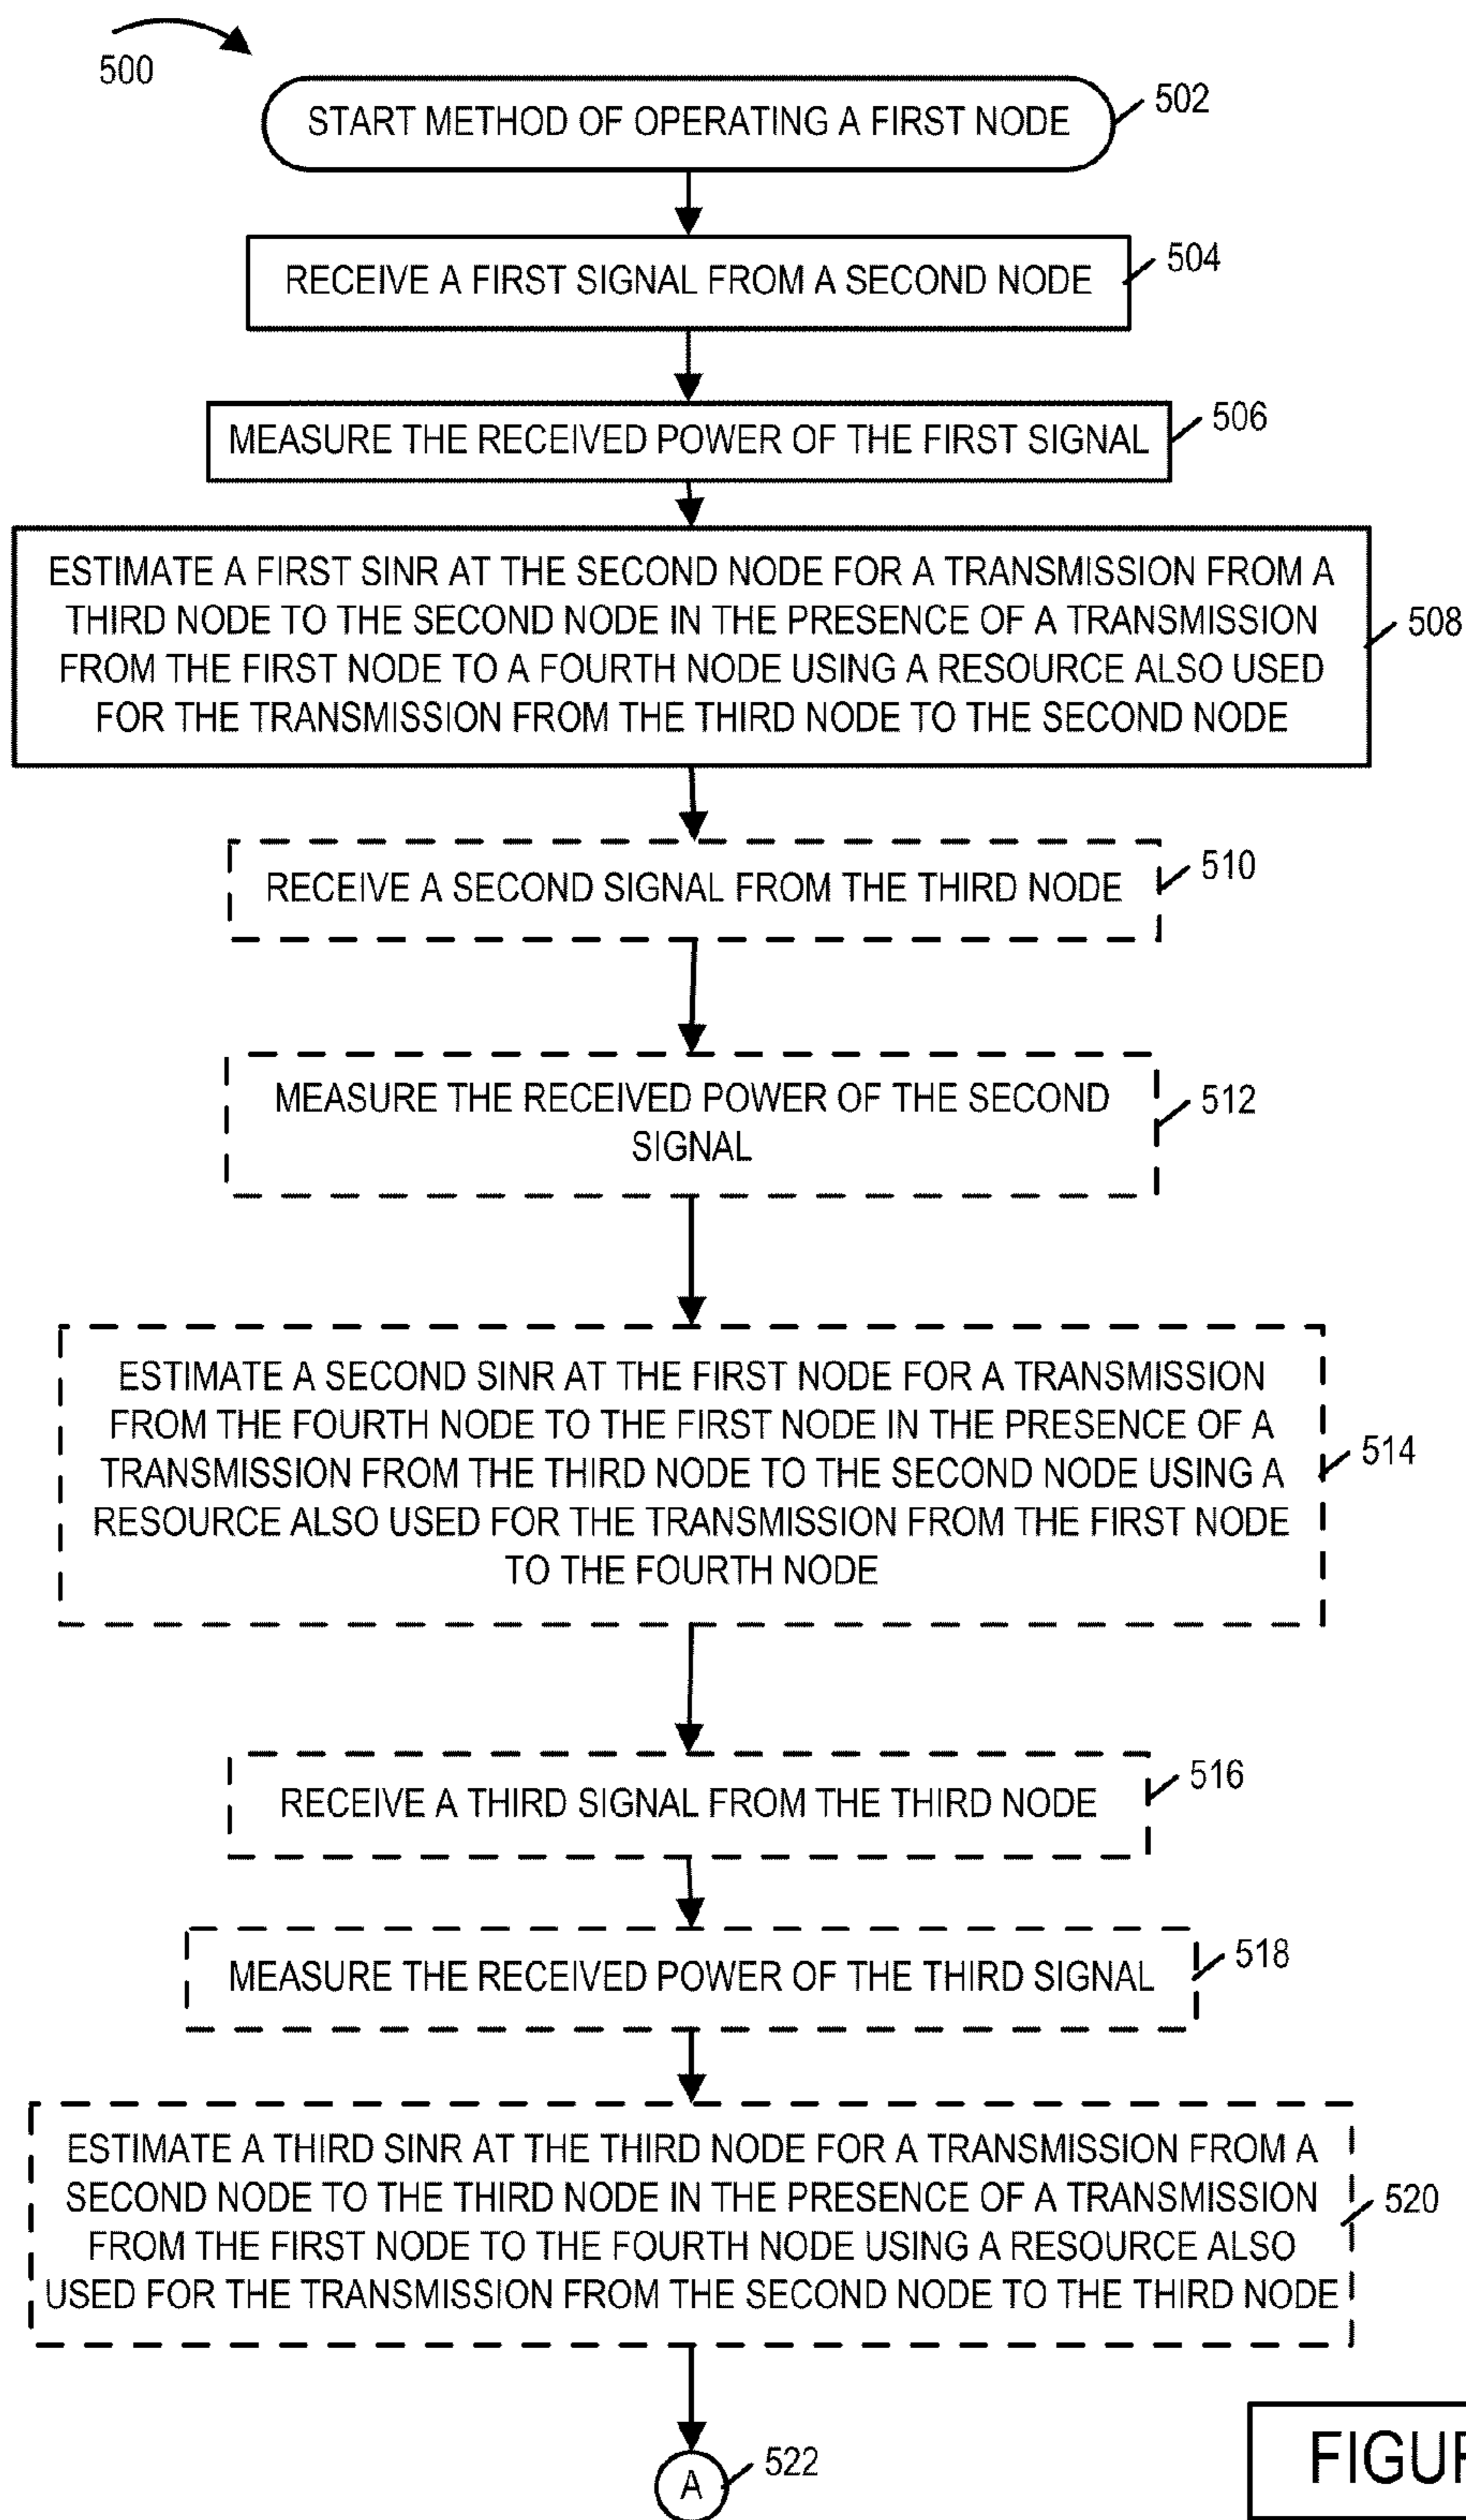 500
START METHOD OF OPERATING A FIRST NODE
502
RECEIVE A FIRST SIGNAL FROM A SECOND NODE
504
MEASURE THE RECEIVED POWER OF THE FIRST SIGNAL
506
ESTIMATE A FIRST SINR AT THE SECOND NODE FOR A TRANSMISSION FROM A
THIRD NODE TO THE SECOND NODE IN THE PRESENCE OF A TRANSMISSION
FROM THE FIRST NODE TO A FOURTH NODE USING A RESOURCE ALSO USED
FOR THE TRANSMISSION FROM THE THIRD NODE TO THE SECOND NODE
508
RECEIVE A SECOND SIGNAL FROM THE THIRD NODE
510
MEASURE THE RECEIVED POWER OF THE SECOND
SIGNAL
512
ESTIMATE A SECOND SINR AT THE FIRST NODE FOR A TRANSMISSION
FROM THE FOURTH NODE TO THE FIRST NODE IN THE PRESENCE OF A
TRANSMISSION FROM THE THIRD NODE TO THE SECOND NODE USING A
RESOURCE ALSO USED FOR THE TRANSMISSION FROM THE FIRST NODE
TO THE FOURTH NODE
514
RECEIVE A THIRD SIGNAL FROM THE THIRD NODE
516
MEASURE THE RECEIVED POWER OF THE THIRD SIGNAL
518
ESTIMATE A THIRD SINR AT THE THIRD NODE FOR A TRANSMISSION FROM A
SECOND NODE TO THE THIRD NODE IN THE PRESENCE OF A TRANSMISSION
FROM THE FIRST NODE TO THE FOURTH NODE USING A RESOURCE ALSO
USED FOR THE TRANSMISSION FROM THE SECOND NODE TO THE THIRD NODE
520
A
522